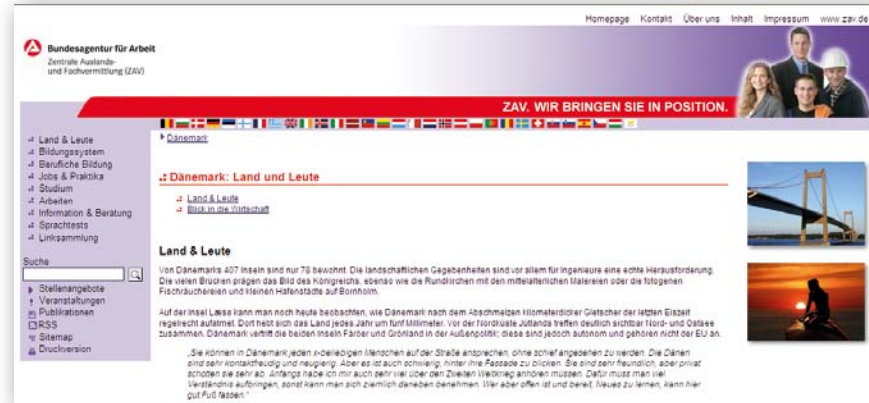 Homepage Kontakt Über uns Inhalt Impressum www.zav.de
Bundesagentur für Arbeit
Zentrale Auslands-
und Fachvermittlung (ZAV)
ZAV. WIR BRINGEN SIE IN POSITION.
Land & Leute
Bildungssystem
Berufliche Bildung
Jobs & Praktika
Studium
Arbeiten
Information & Beratung
Sprachtests
Linksammlung
Suche
Stellenangebote
Veranstaltungen
Publikationen
RSS
Sitemap
Druckversion
Dänemark
Dänemark: Land und Leute
Land & Leute
Blick in die Wirtschaft
Land & Leute
Von Dänemarks 407 Inseln sind nur 78 bewohnt. Die landschaftlichen Gegebenheiten sind vor allem für Ingenieure eine echte Herausforderung.
Die vielen Brücken prägen das Bild des Königreichs, ebenso wie die Rundkirchen mit den mittelalterlichen Malereien oder die fotogenen
Fischräuchereien und kleinen Hafenstädte auf Bornholm.
Auf der Insel Læsø kann man noch heute beobachten, wie Dänemark nach dem Abschmelzen kilometerdicker Gletscher der letzten Eiszeit
regelrecht aufatmet. Dort hebt sich das Land jedes Jahr um fünf Millimeter. Vor der Nordküste Jütlands treffen deutlich sichtbar Nord- und Ostsee
zusammen. Dänemark vertritt die beiden Inseln Färöer und Grönland in der Außenpolitik; diese sind jedoch autonom und gehören nicht der EU an.
„Sie können in Dänemark jeden x-beliebigen Menschen auf der Straße ansprechen, ohne schief angesehen zu werden. Die Dänen
sind sehr kontaktfreudig und neugierig. Aber es ist auch schwierig, hinter ihre Fassade zu blicken. Sie sind sehr freundlich, aber privat
schotten sie sehr ab. Anfangs habe ich mir auch sehr viel über den Zweiten Weltkrieg anhören müssen. Dafür muss man viel
Verständnis aufbringen, sonst kann man sich ziemlich daneben benehmen. Wer aber offen ist und bereit, Neues zu lernen, kann hier
gut Fuß fassen."